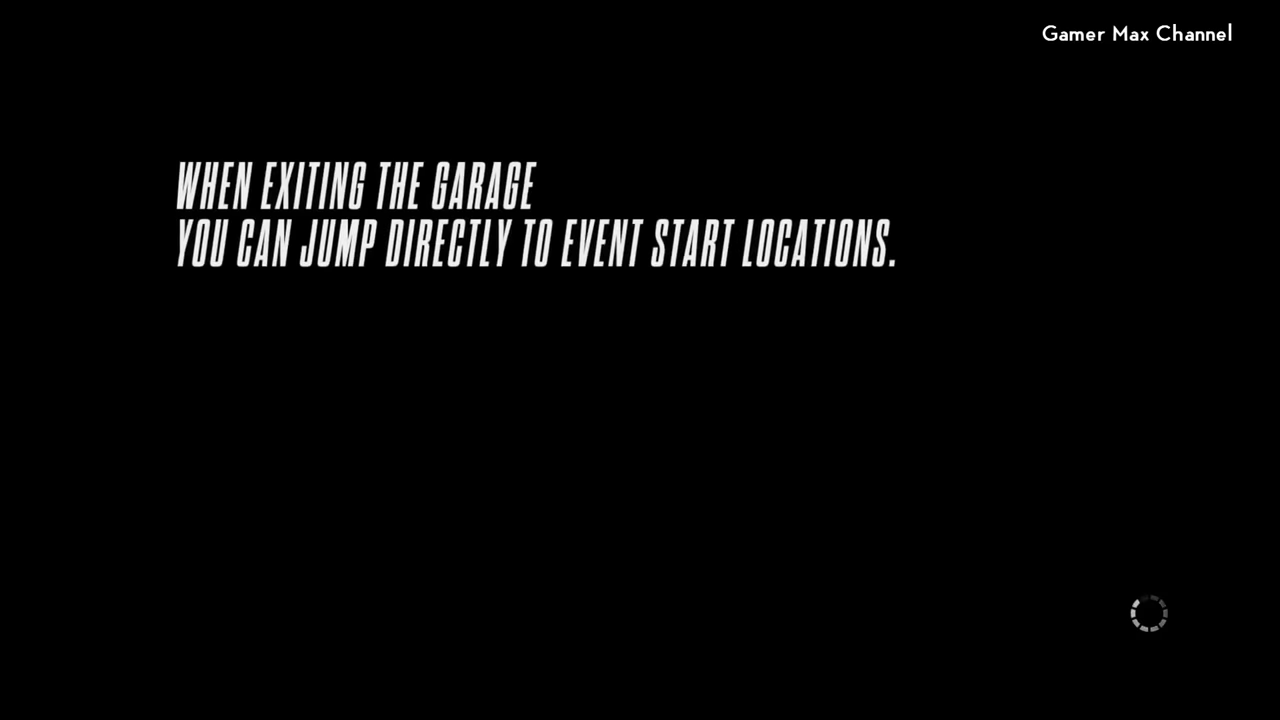 Gamer Max Channel
WHEN EXITING THE GARAGE
YOU CAN JUMP DIRECTLY TO EVENT START LOCATIONS.